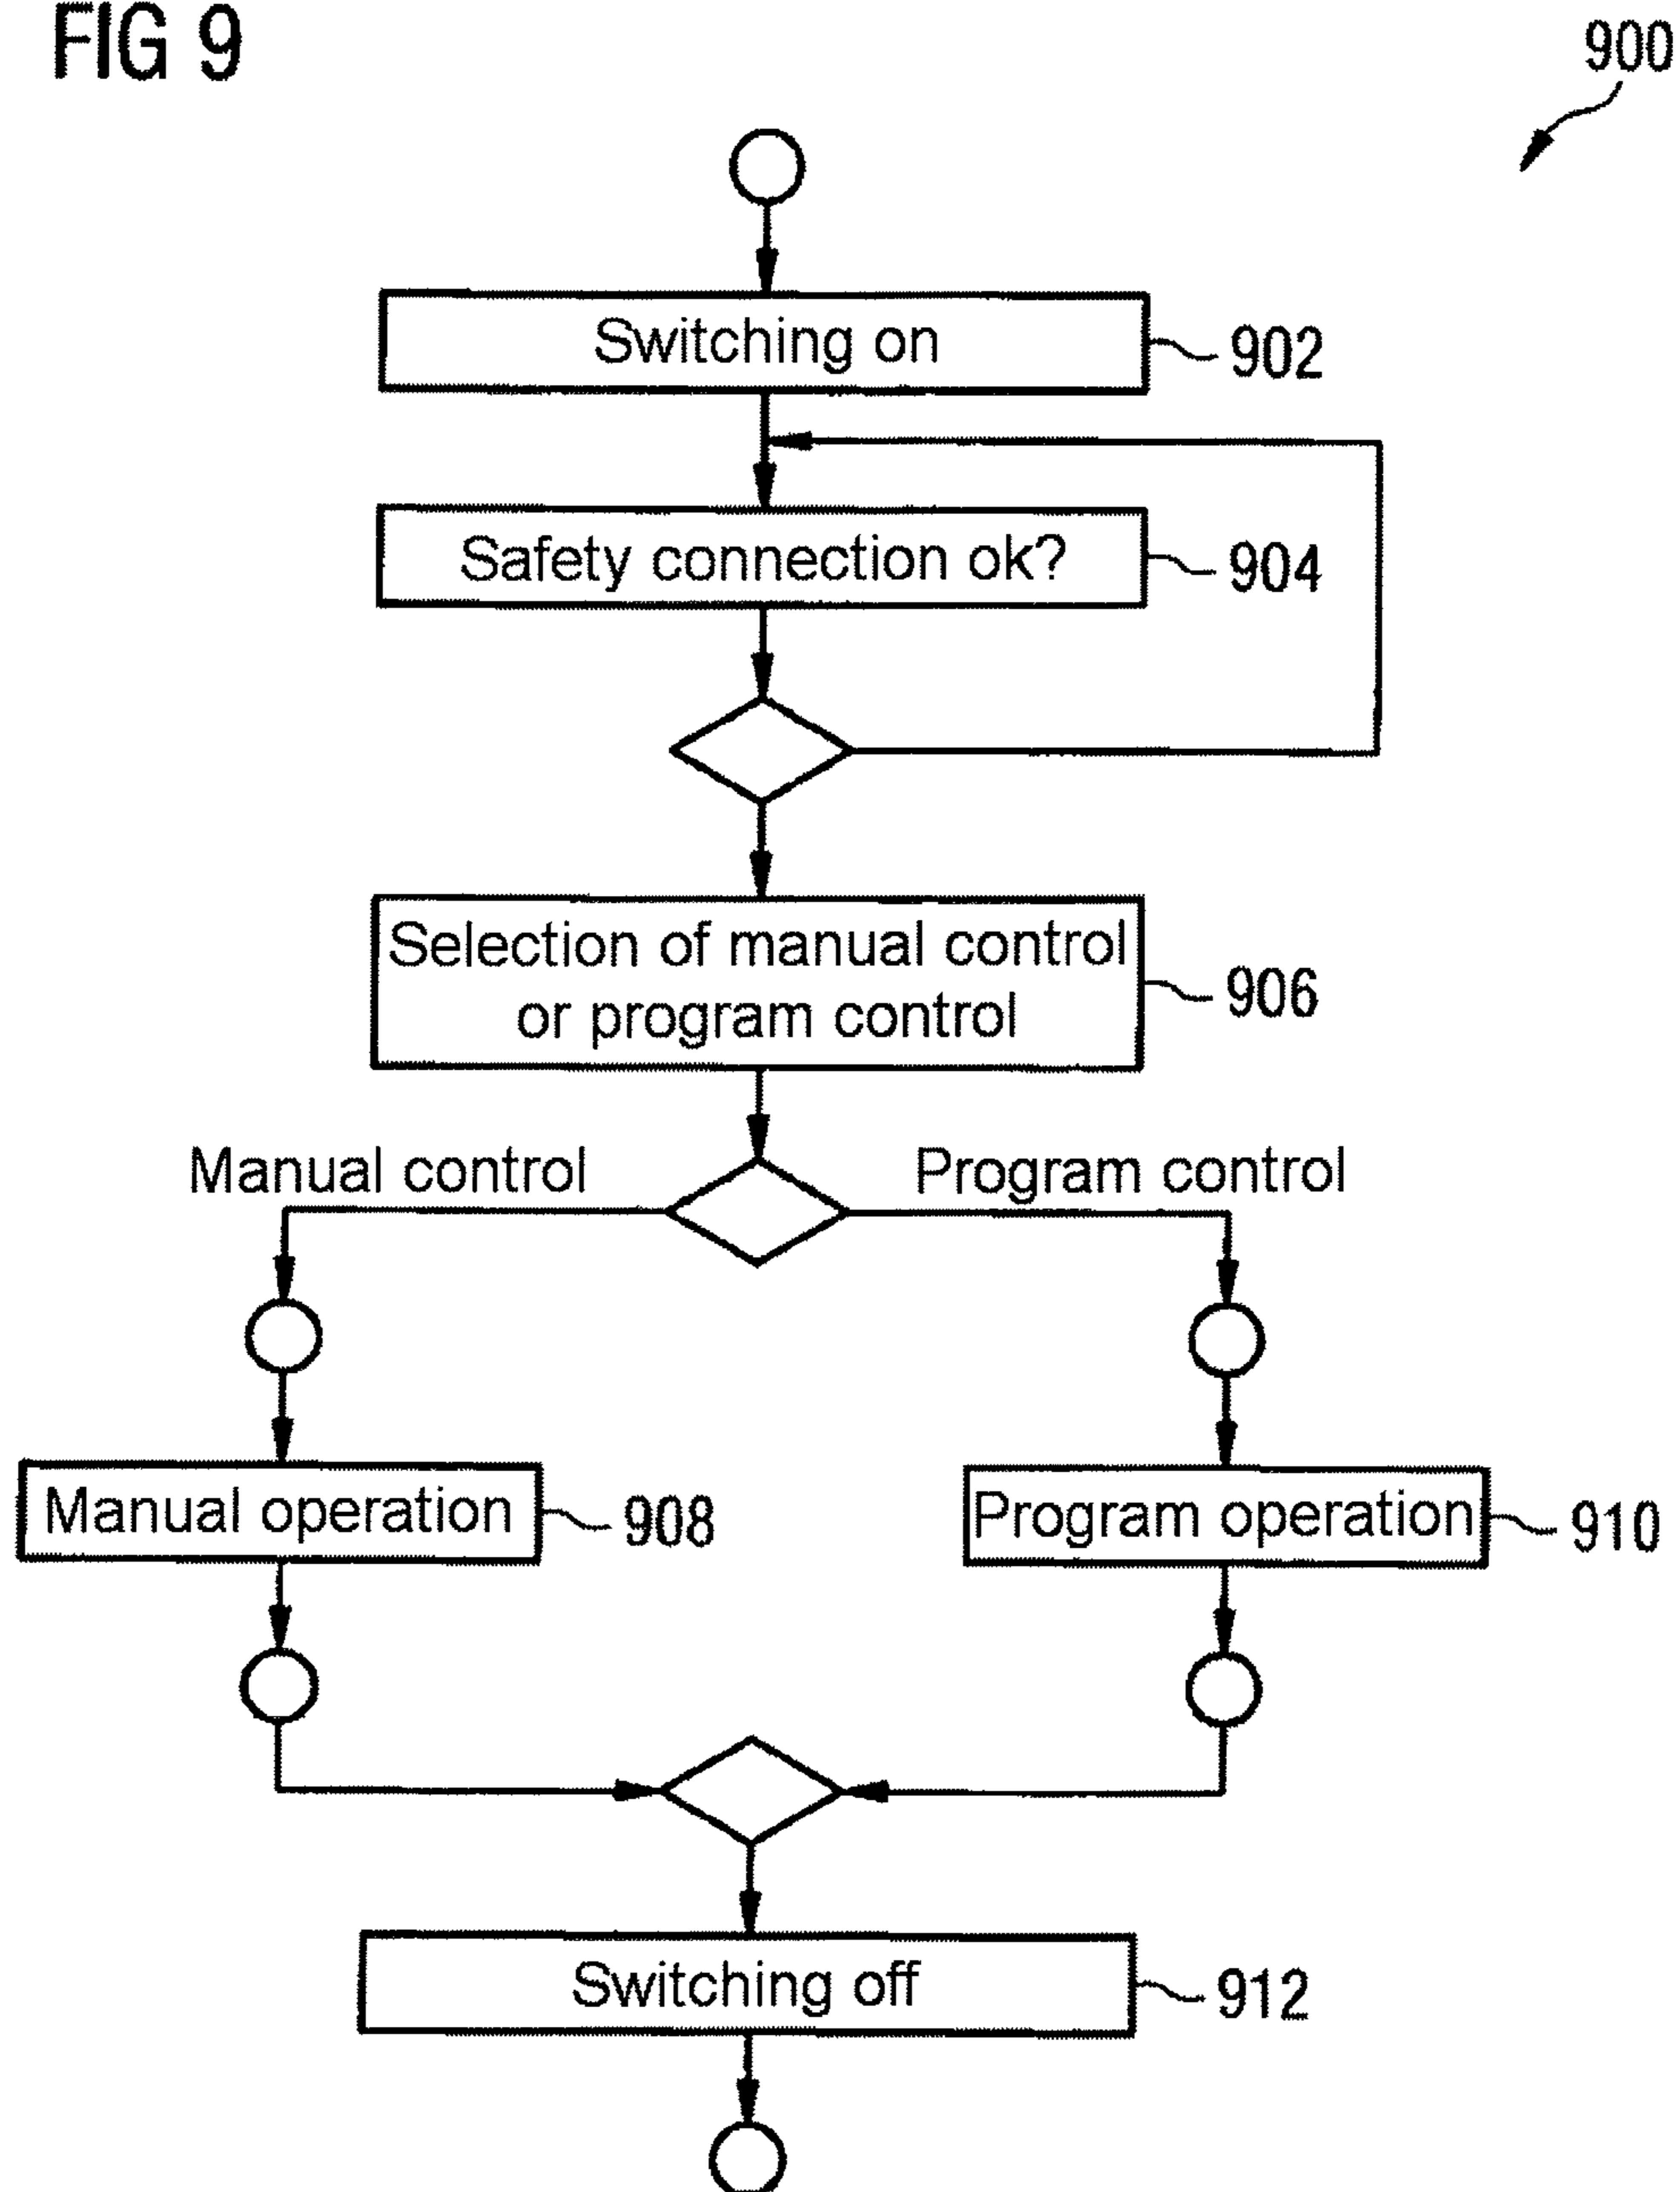 FIG 9
900
Switching on
902
Safety connection ok?
904
Selection of manual control
or program control
906
Manual control
Program control
Manual operation
908
Program operation
910
Switching off
912